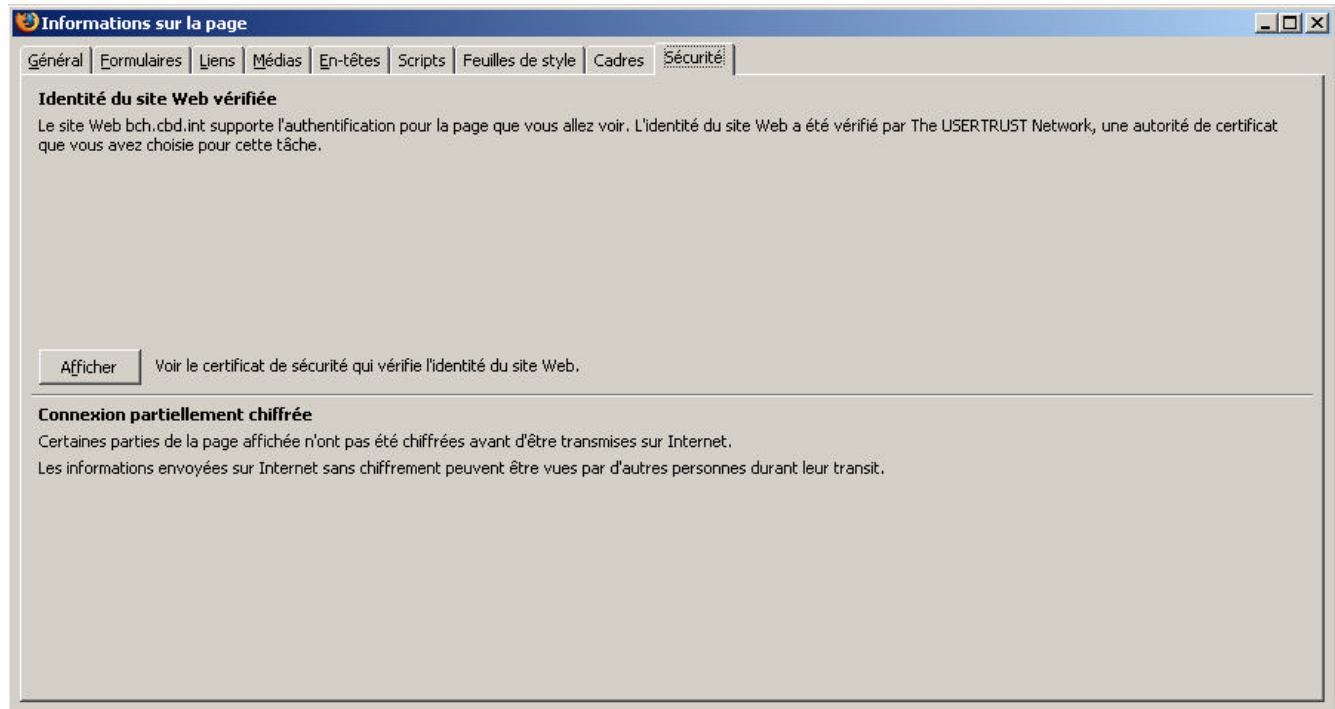 Informations sur la page
Général Formulaires Liens Médias En-têtes Scripts Feuilles de style Cadres Sécurité
Identité du site Web vérifiée
Le site Web bch.cbd.int supporte l'authentification pour la page que vous allez voir. L'identité du site Web a été vérifié par The USERTRUST Network, une autorité de certificat
que vous avez choisie pour cette tâche.
Afficher Voir le certificat de sécurité qui vérifie l'identité du site Web.
Connexion partiellement chiffrée
Certaines parties de la page affichée n'ont pas été chiffrées avant d'être transmises sur Internet.
Les informations envoyées sur Internet sans chiffrement peuvent être vues par d'autres personnes durant leur transit.